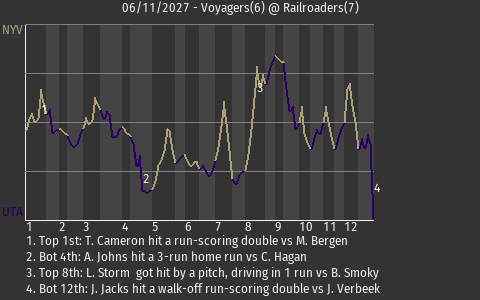 06/11/2027 - Voyagers(6) @ Railroaders(7)
NYV
1
3
2
4
UTA
1 2 3 4 5 6 7 8 9 10 11 12
1. Top 1st: T. Cameron hit a run-scoring double vs M. Bergen
2. Bot 4th: A. Johns hit a 3-run home run vs C. Hagan
3. Top 8th: L. Storm  got hit by a pitch, driving in 1 run vs B. Smoky
4. Bot 12th: J. Jacks hit a walk-off run-scoring double vs J. Verbeek